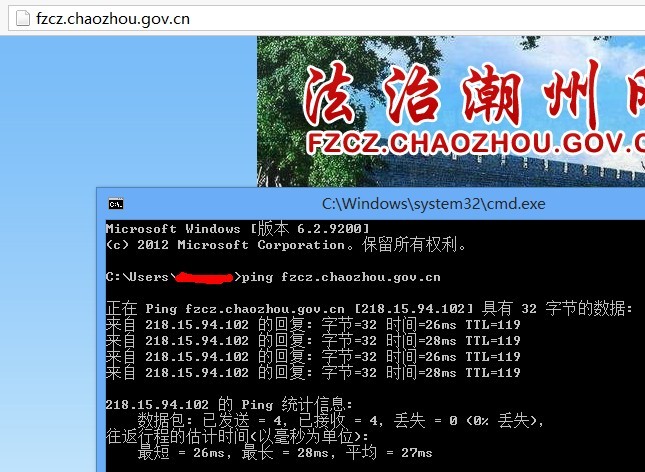 fzcz.chaozhou.gov.cn
法治潮州
FZCZ.CHAOZHOU.GOV.C
C:\Windows\system32\cmd.exe
Microsoft Windows [版本 6.2.9200]
(c) 2012 Microsoft Corporation。保留所有权利。
C:\Users\
>ping fzcz.chaozhou.gov.cn
正在 Ping fzcz.chaozhou.gov.cn [218.15.94.102] 具有 32 字节的数据:
来自 218.15.94.102 的回复: 字节=32 时间=26ms TTL=119
来自 218.15.94.102 的回复: 字节=32 时间=28ms TTL=119
来自 218.15.94.102 的回复: 字节=32 时间=26ms TTL=119
来自 218.15.94.102 的回复: 字节=32 时间=28ms TTL=119
218.15.94.102 的 Ping 统计信息:
数据包: 已发送 = 4, 已接收 = 4, 丢失 = 0 (0% 丢失),
往返行程的估计时间(以毫秒为单位):
最短 = 26ms, 最长 = 28ms, 平均 = 27ms